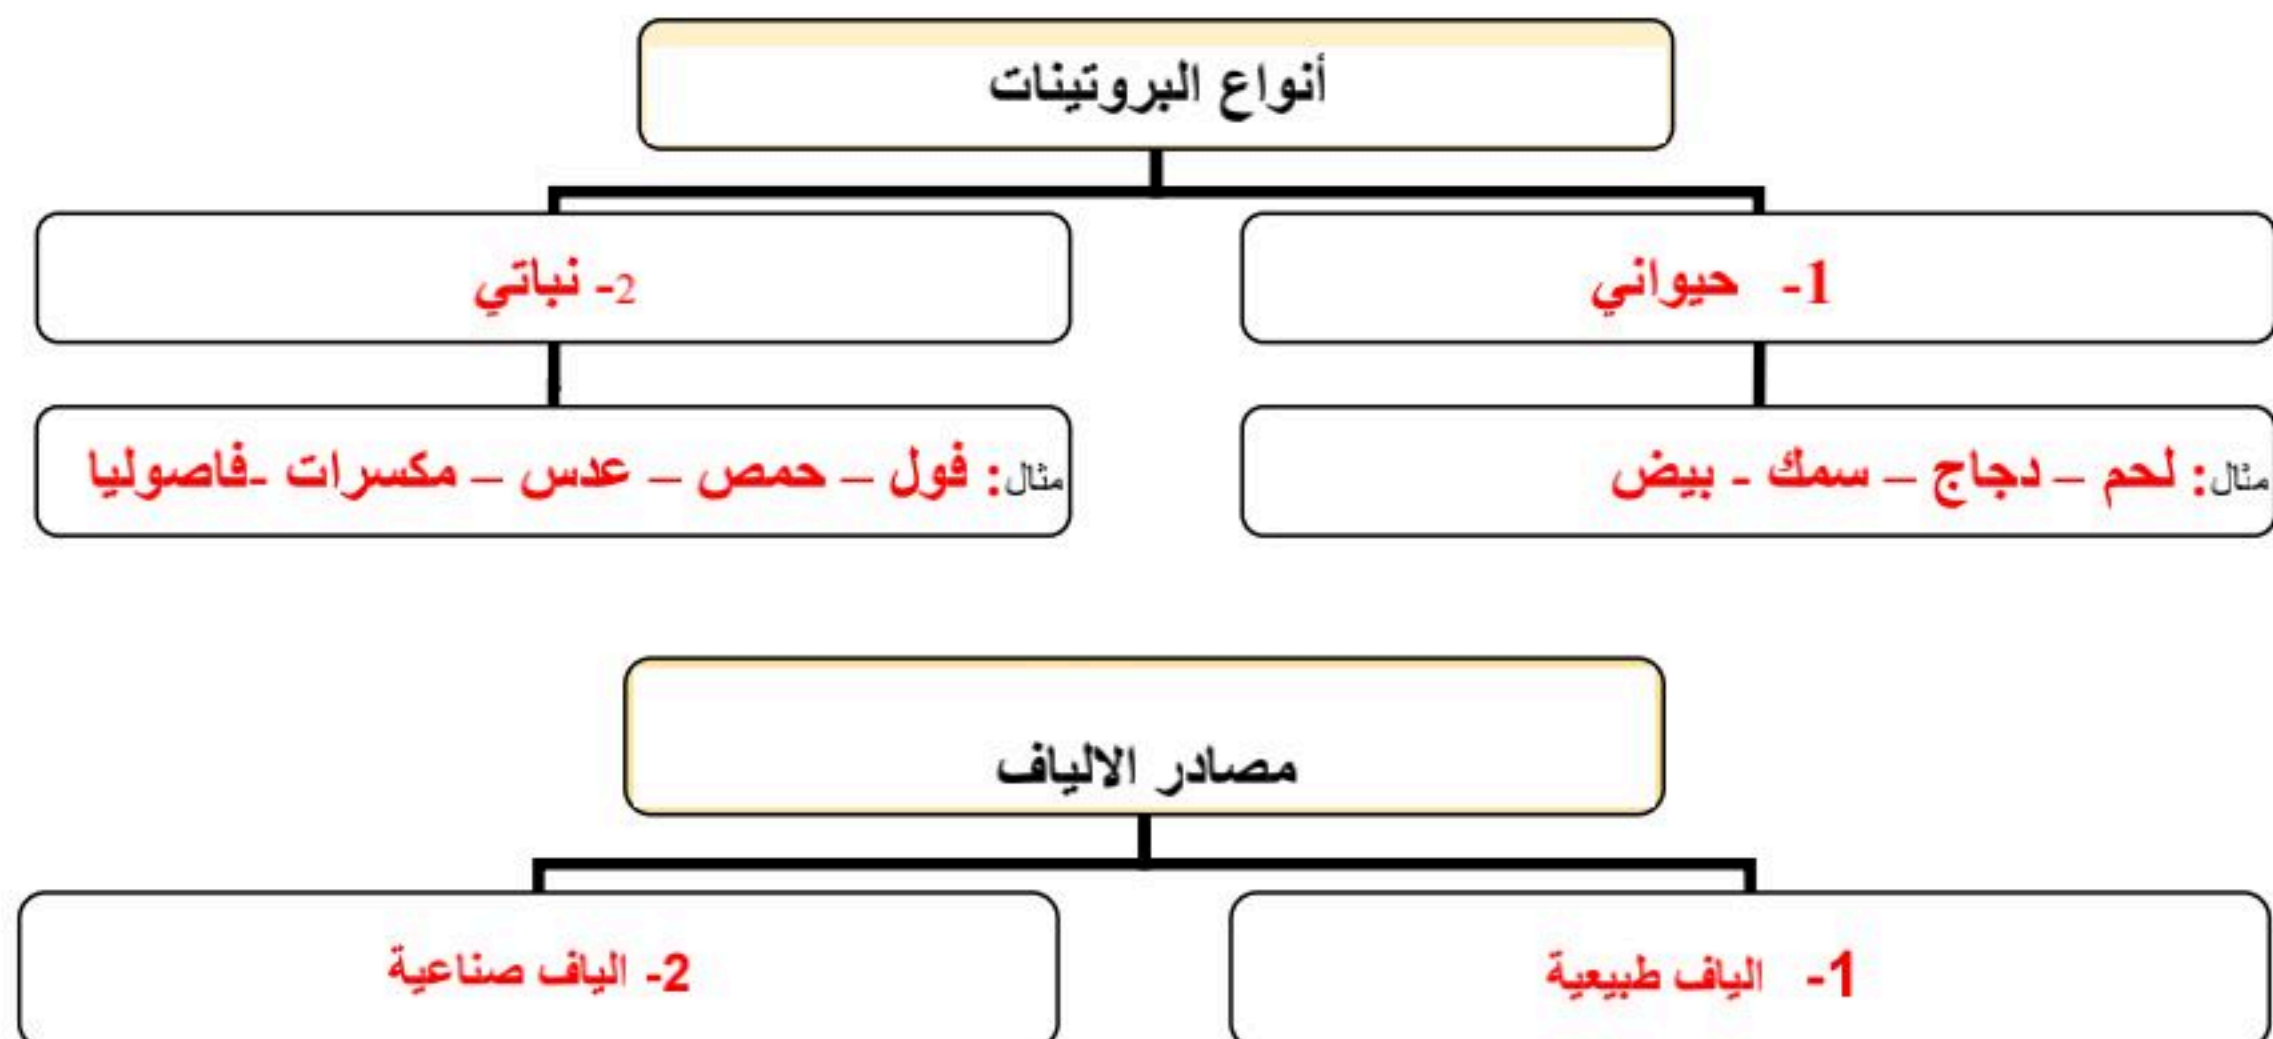 أنواع البروتينات
1- حيواني
2- نباتي
مثال: لحم – دجاج – سمك - بيض
مثال: فول – حمص – عدس – مكسرات -فاصوليا
مصادر الالياف
1- الياف طبيعية
2- الياف صناعية